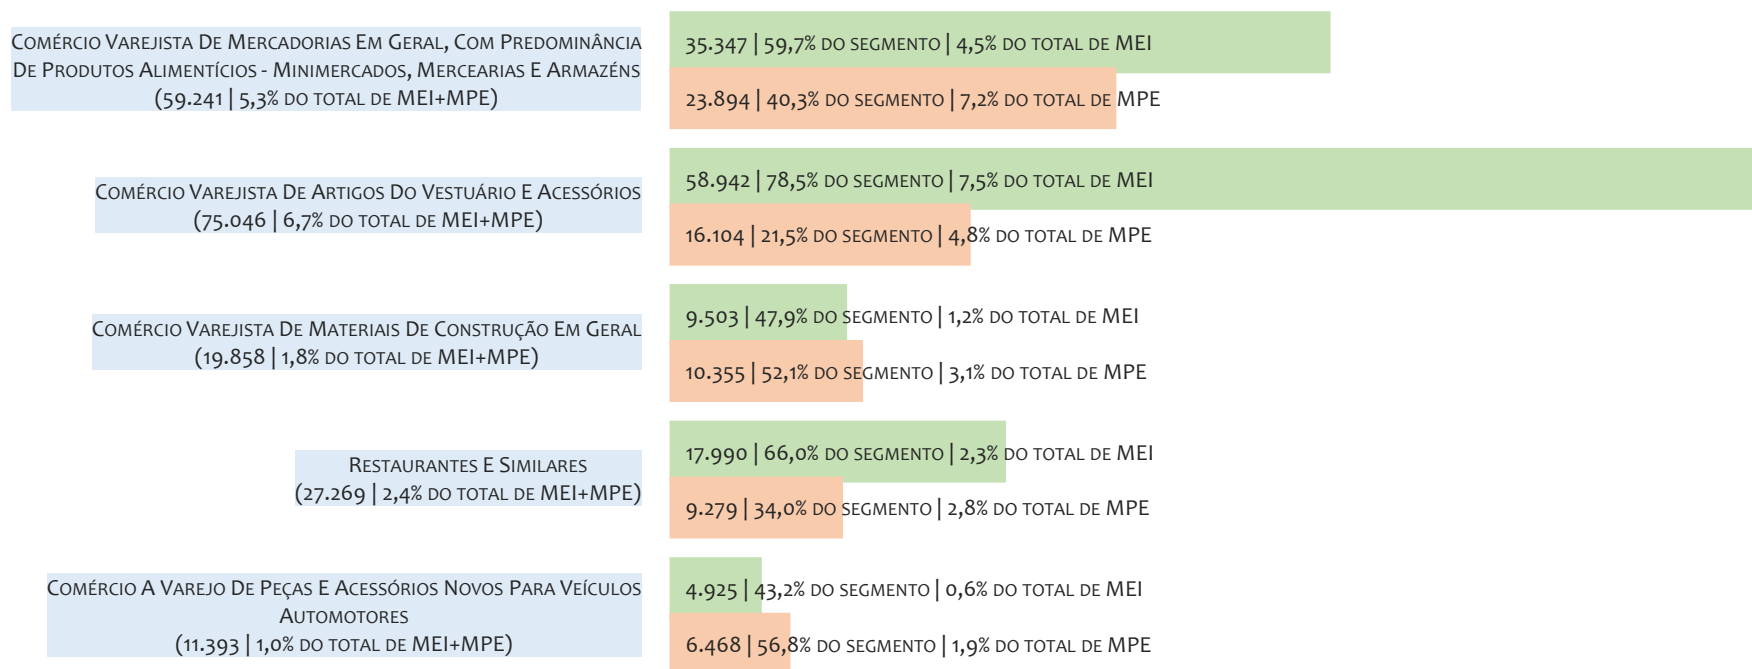 Comércio Varejista De Mercadorias Em Geral, Com Predominância
De Produtos Alimentícios - Minimercados, Mercearias E Armazéns
(59.241 | 5,3% do total de MEI+MPE)
35.347 | 59,7% do segmento | 4,5% do total de MEI
23.894 | 40,3% do segmento | 7,2% do total de MPE
Comércio Varejista De Artigos Do Vestuário E Acessórios
(75.046 | 6,7% do total de MEI+MPE)
58.942 | 78,5% do segmento | 7,5% do total de MEI
16.104 | 21,5% do segmento | 4,8% do total de MPE
Comércio Varejista De Materiais De Construção Em Geral
(19.858 | 1,8% do total de MEI+MPE)
9.503 | 47,9% do segmento | 1,2% do total de MEI
10.355 | 52,1% do segmento | 3,1% do total de MPE
Restaurantes E Similares
(27.269 | 2,4% do total de MEI+MPE)
17.990 | 66,0% do segmento | 2,3% do total de MEI
9.279 | 34,0% do segmento | 2,8% do total de MPE
Comércio A Varejo De Peças E Acessórios Novos Para Veículos
Automotores
(11.393 | 1,0% do total de MEI+MPE)
4.925 | 43,2% do segmento | 0,6% do total de MEI
6.468 | 56,8% do segmento | 1,9% do total de MPE